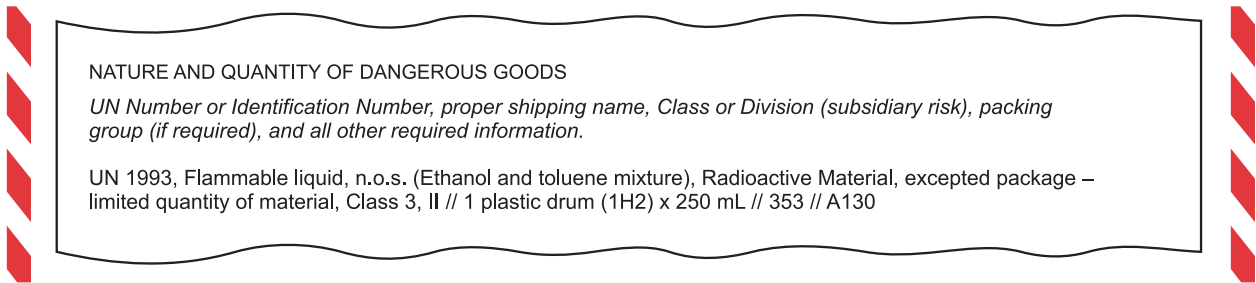 NATURE AND QUANTITY OF DANGEROUS GOODS
UN Number or Identification Number, proper shipping name, Class or Division (subsidiary risk), packing
group (if required), and all other required information.
UN 1993, Flammable liquid, n.o.s. (Ethanol and toluene mixture), Radioactive Material, excepted package –
limited quantity of material, Class 3, II // 1 plastic drum (1H2) x 250 mL // 353 // A130